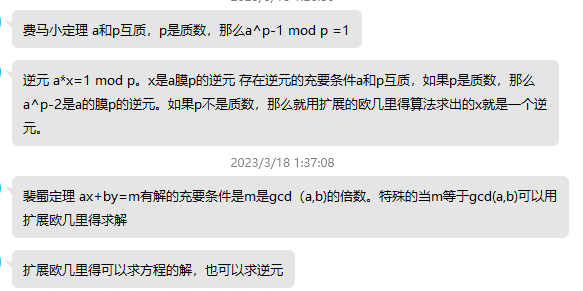 费马小定理 a和p互质，p是质数，那么a^p-1 mod p =1
逆元 a*x=1 mod p。x是a膜p的逆元 存在逆元的充要条件a和p互质，如果p是质数，那么
a^p-2是a的膜p的逆元。如果p不是质数，那么就用扩展的欧几里得算法求出的x就是一个逆
元。
2023/3/18 1:37:08
裴蜀定理 ax+by=m有解的充要条件是m是gcd（a,b)的倍数。特殊的当m等于gcd(a,b)可以用
扩展欧几里得求解
扩展欧几里得可以求方程的解，也可以求逆元